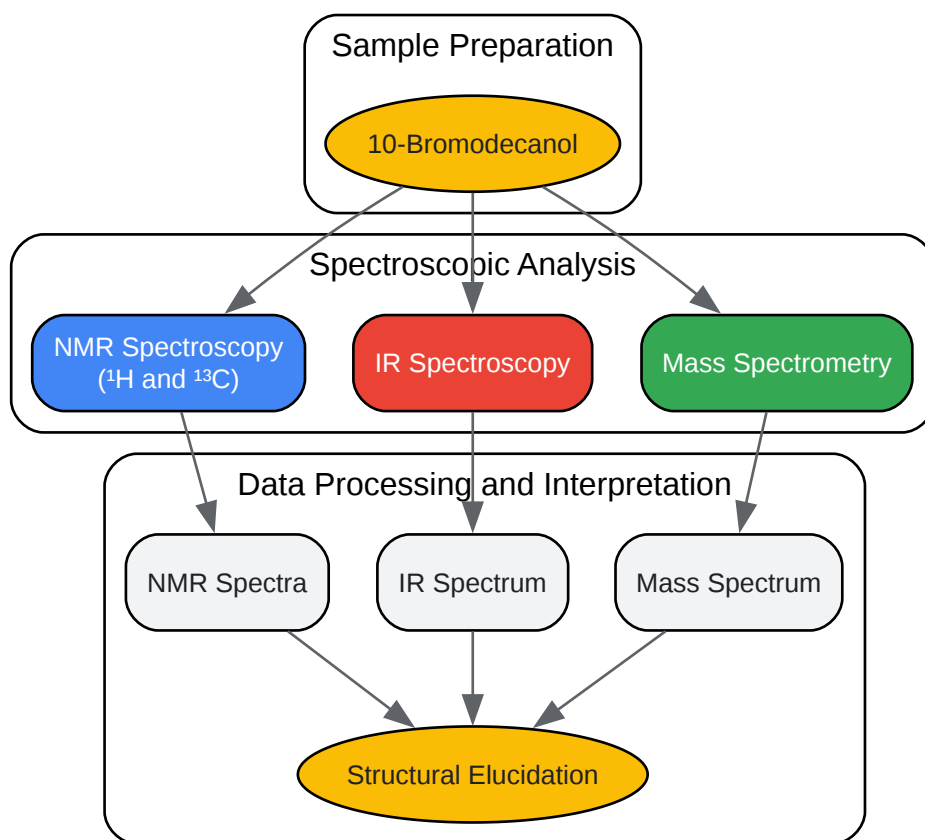 Sample Preparation
10-Bromodecanol
Spectroscopic Analysis
NMR Spectroscopy
(¹H and ¹³C)
IR Spectroscopy
Mass Spectrometry
Data Processing and Interpretation
NMR Spectra
IR Spectrum
Mass Spectrum
Structural Elucidation